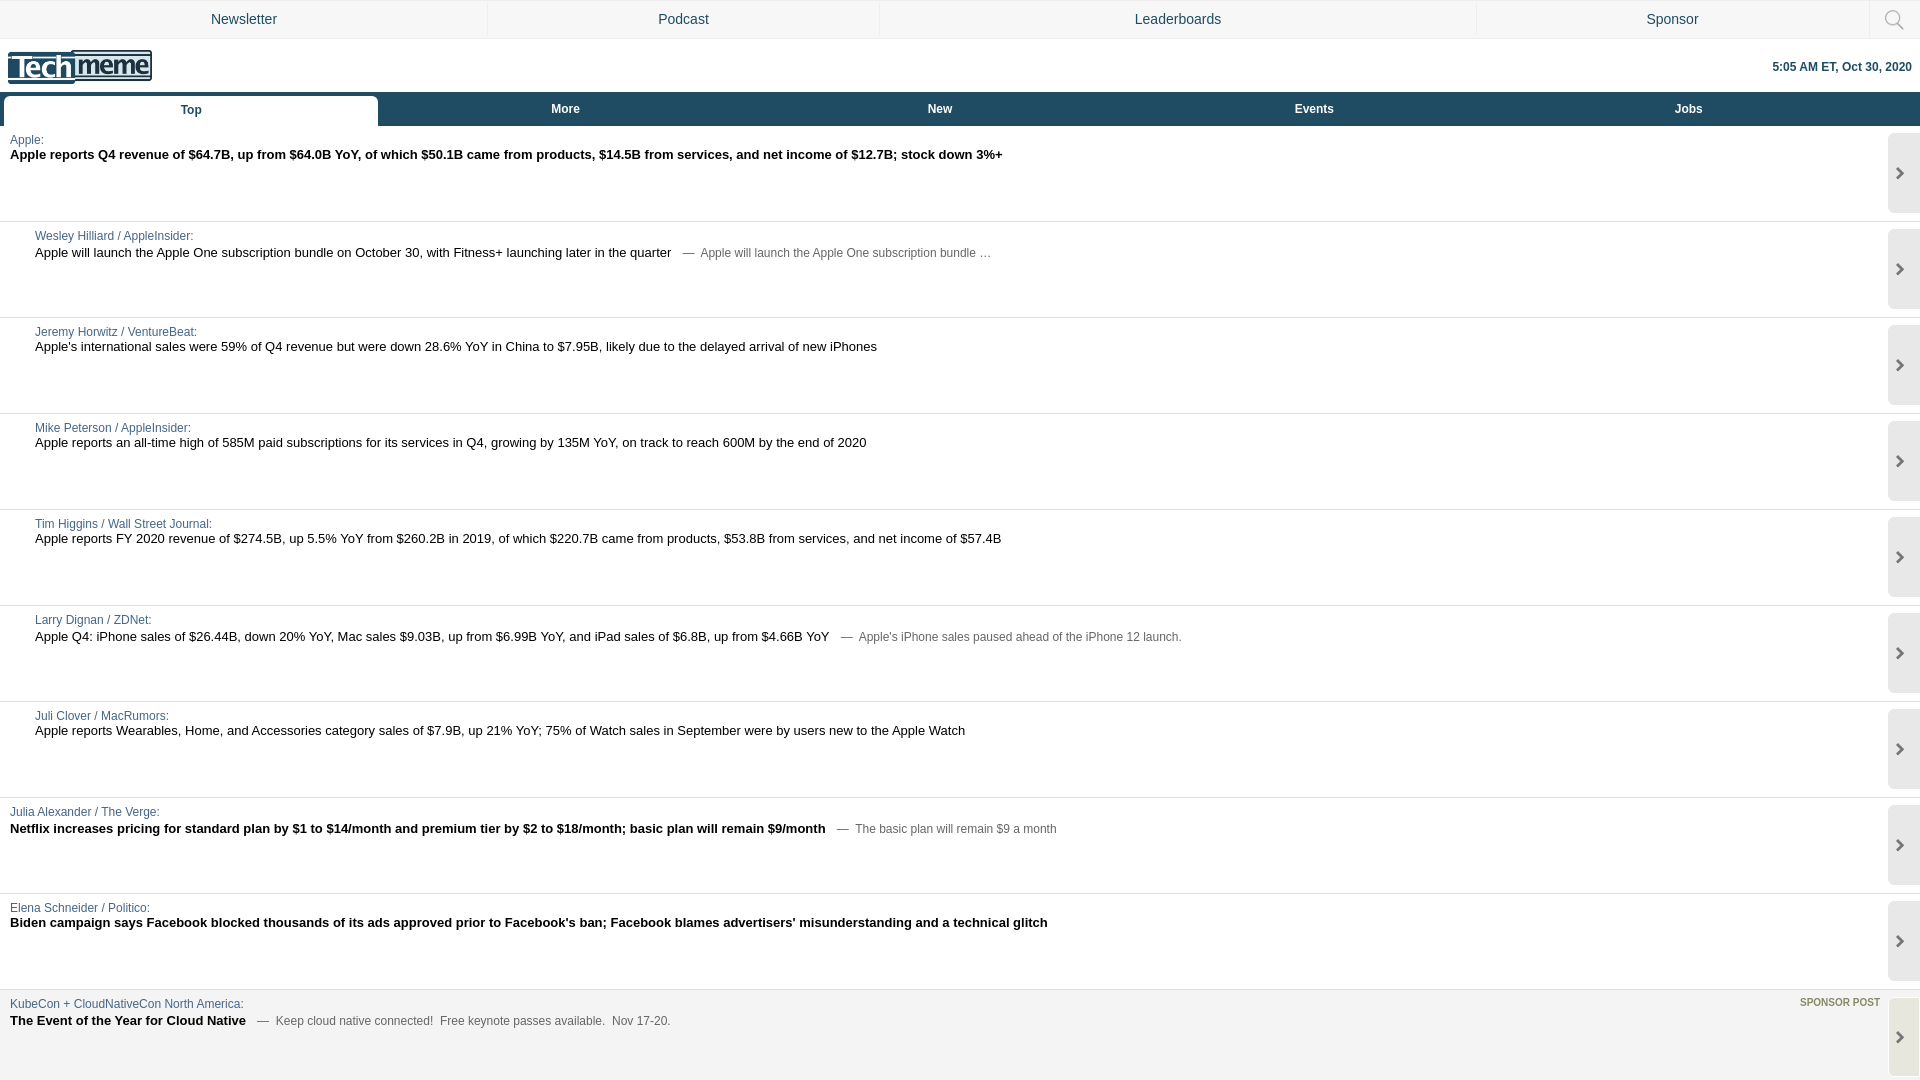 Newsletter
Podcast
Leaderboards
Sponsor
Techmeme
5:05 AM ET, Oct 30, 2020
Top
More
New
Events
Jobs
Apple:
Apple reports Q4 revenue of $64.7B, up from $64.0B YoY, of which $50.1B came from products, $14.5B from services, and net income of $12.7B; stock down 3%+
Wesley Hilliard / AppleInsider:
Apple will launch the Apple One subscription bundle on October 30, with Fitness+ launching later in the quarter — Apple will launch the Apple One subscription bundle …
Jeremy Horwitz / VentureBeat:
Apple's international sales were 59% of Q4 revenue but were down 28.6% YoY in China to $7.95B, likely due to the delayed arrival of new iPhones
Mike Peterson / AppleInsider:
Apple reports an all-time high of 585M paid subscriptions for its services in Q4, growing by 135M YoY, on track to reach 600M by the end of 2020
Tim Higgins / Wall Street Journal:
Apple reports FY 2020 revenue of $274.5B, up 5.5% YoY from $260.2B in 2019, of which $220.7B came from products, $53.8B from services, and net income of $57.4B
Larry Dignan / ZDNet:
Apple Q4: iPhone sales of $26.44B, down 20% YoY, Mac sales $9.03B, up from $6.99B YoY, and iPad sales of $6.8B, up from $4.66B YoY — Apple's iPhone sales paused ahead of the iPhone 12 launch.
Juli Clover / MacRumors:
Apple reports Wearables, Home, and Accessories category sales of $7.9B, up 21% YoY; 75% of Watch sales in September were by users new to the Apple Watch
Julia Alexander / The Verge:
Netflix increases pricing for standard plan by $1 to $14/month and premium tier by $2 to $18/month; basic plan will remain $9/month — The basic plan will remain $9 a month
Elena Schneider / Politico:
Biden campaign says Facebook blocked thousands of its ads approved prior to Facebook's ban; Facebook blames advertisers' misunderstanding and a technical glitch
KubeCon + CloudNativeCon North America:
SPONSOR POST
The Event of the Year for Cloud Native — Keep cloud native connected! Free keynote passes available. Nov 17-20.